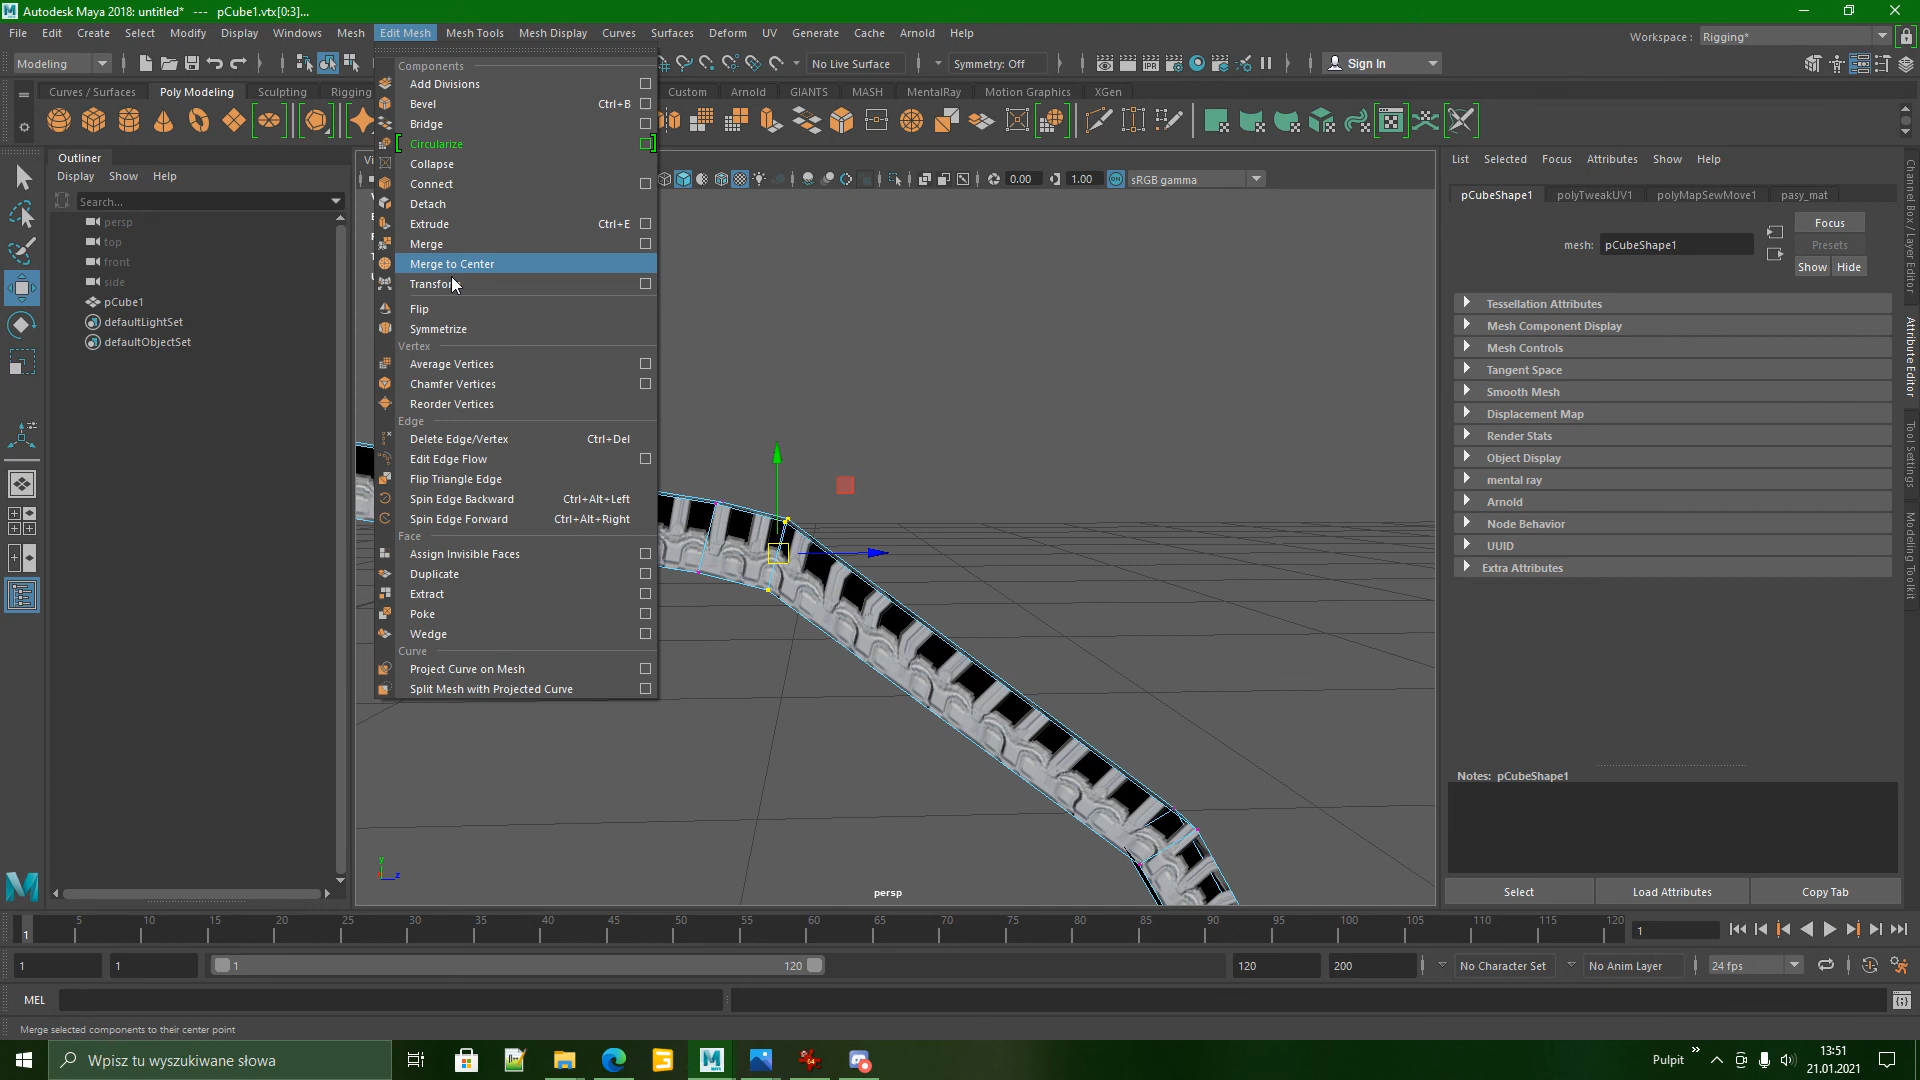 Autodesk Maya 2018: untitled*   ---   pCube1.vtx[0:3]...
File Edit Create Select Modify Display Windows Mesh Edit Mesh Mesh Tools Mesh Display Curves Surfaces Deform UV Generate Cache Arnold Help
Workspace : Rigging*
Modeling
No Live Surface
Symmetry: Off
Sign In
Curves / Surfaces Poly Modeling Sculpting Rigging
Custom Arnold GIANTS MASH MentalRay Motion Graphics XGen
Components
Add Divisions
Bevel Ctrl+B
Bridge
Circularize
Collapse
Connect
Detach
Extrude Ctrl+E
Merge
Merge to Center
Transform
Flip
Symmetrize
Vertex
Average Vertices
Chamfer Vertices
Reorder Vertices
Edge
Delete Edge/Vertex Ctrl+Del
Edit Edge Flow
Flip Triangle Edge
Spin Edge Backward Ctrl+Alt+Left
Spin Edge Forward Ctrl+Alt+Right
Face
Assign Invisible Faces
Duplicate
Extract
Poke
Wedge
Curve
Project Curve on Mesh
Split Mesh with Projected Curve
Outliner
Display Show Help
Search...
persp
top
front
side
pCube1
defaultLightSet
defaultObjectSet
0.00
1.00
sRGB gamma
y
z
persp
List Selected Focus Attributes Show Help
pCubeShape1 polyTweakUV1 polyMapSewMove1 pasy_mat
mesh: pCubeShape1
Focus
Presets
Show Hide
Tessellation Attributes
Mesh Component Display
Mesh Controls
Tangent Space
Smooth Mesh
Displacement Map
Render Stats
Object Display
mental ray
Arnold
Node Behavior
UUID
Extra Attributes
Notes: pCubeShape1
Select Load Attributes Copy Tab
Channel Box / Layer Editor
Attribute Editor
Tool Settings
Modeling Toolkit
5 10 15 20 25 30 35 40 45 50 55 60 65 70 75 80 85 90 95 100 105 110 115 120
1
1
1 1 1 120 120 200
No Character Set
No Anim Layer
24 fps
MEL
Merge selected components to their center point
Wpisz tu wyszukiwane słowa
Pulpit
13:51
21.01.2021